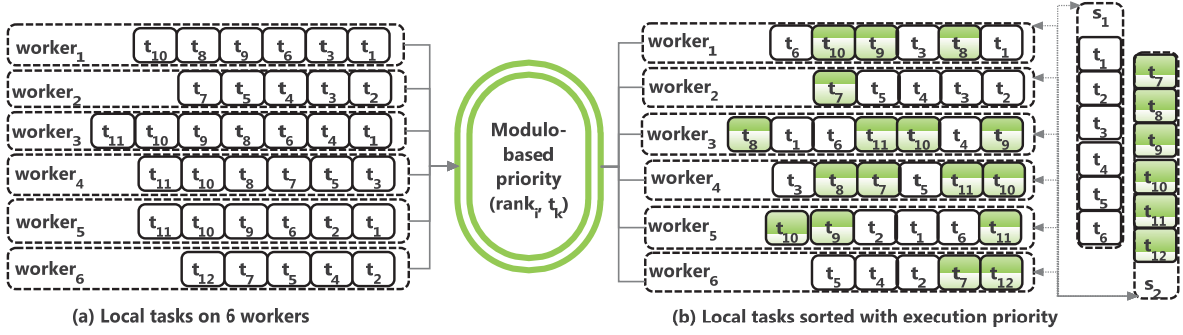 worker1 t10 t8 t9 t6 t3 t1
worker2 t7 t5 t4 t3 t2
worker3 t11 t10 t9 t8 t6 t4 t1
worker4 t11 t10 t8 t7 t5 t3
worker5 t11 t10 t9 t6 t2 t1
worker6 t12 t7 t5 t4 t2
(a) Local tasks on 6 workers
Modulo-
based
priority
(ranki, tk)
worker1 t6 t10 t9 t3 t8 t1
worker2 t7 t5 t4 t3 t2
worker3 t8 t1 t6 t11 t10 t4 t9
worker4 t3 t8 t7 t5 t11 t10
worker5 t10 t9 t2 t1 t6 t11
worker6 t5 t4 t2 t7 t12
(b) Local tasks sorted with execution priority
s1
t1
t2
t3
t4
t5
t6
t7
t8
t9
t10
t11
t12
s2